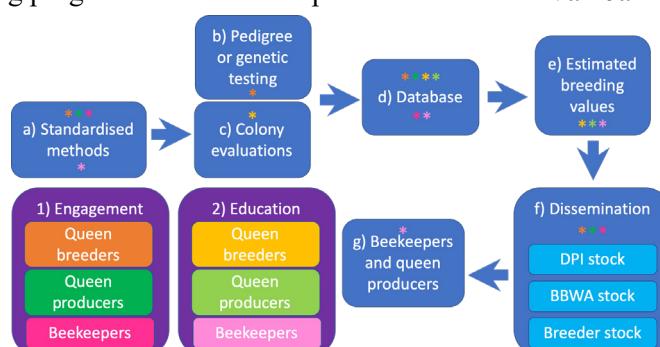 b) Pedigree
or genetic
testing
a) Standardised
methods
c) Colony
evaluations
d) Database
e) Estimated
breeding
values
1) Engagement
Queen
breeders
Queen
producers
Beekeepers
2) Education
Queen
breeders
Queen
producers
Beekeepers
g) Beekeepers
and queen
producers
f) Dissemination
DPI stock
BBWA stock
Breeder stock